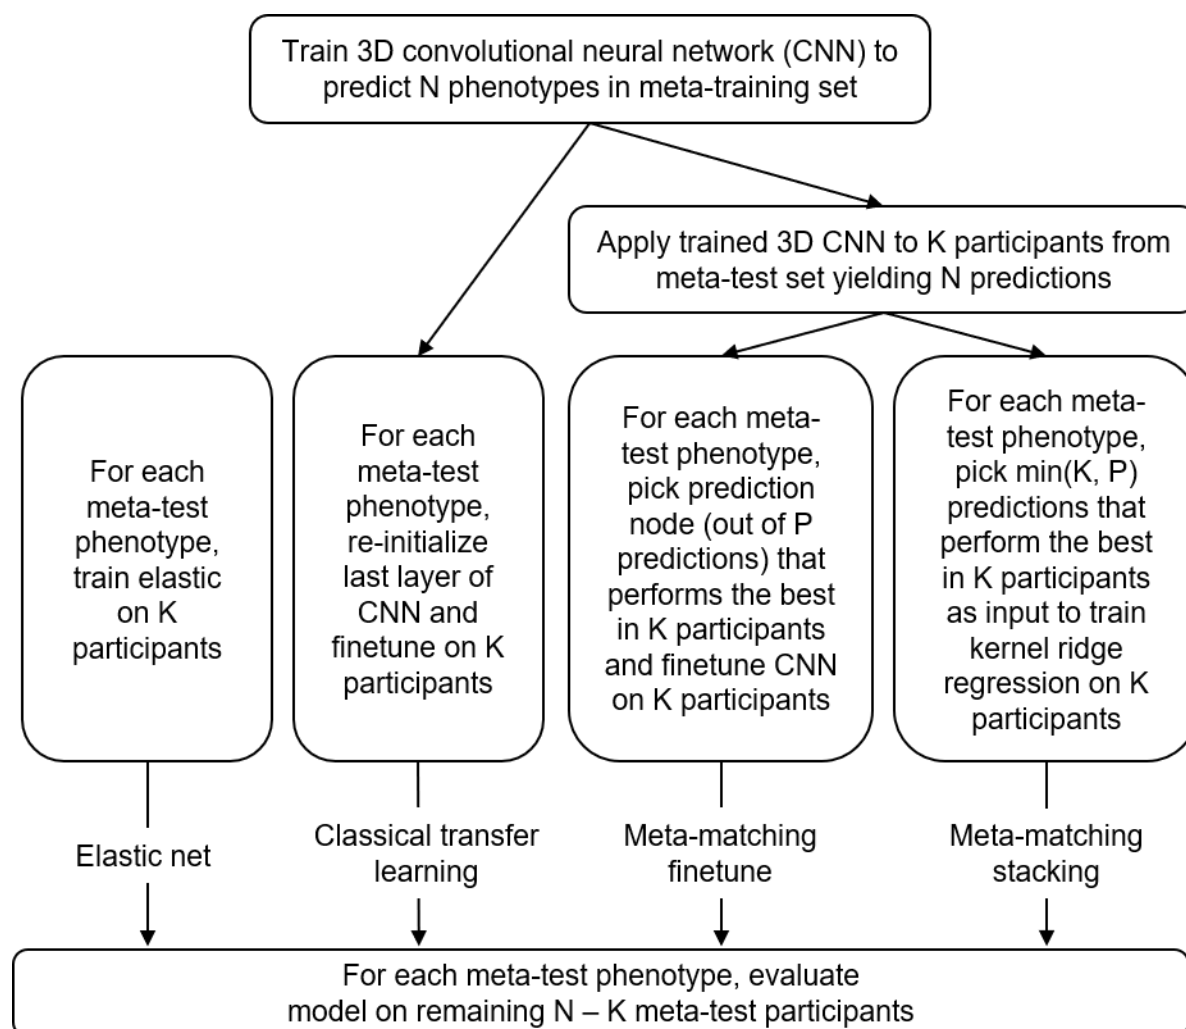 Train 3D convolutional neural network (CNN) to
predict N phenotypes in meta-training set
Apply trained 3D CNN to K participants from
meta-test set yielding N predictions
For each
meta-test
phenotype,
train elastic
on K
participants
For each
meta-test
phenotype,
re-initialize
last layer of
CNN and
finetune on K
participants
For each meta-
test phenotype,
pick prediction
node (out of P
predictions) that
performs the best
in K participants
and finetune CNN
on K participants
For each meta-
test phenotype,
pick min(K, P)
predictions that
perform the best
in K participants
as input to train
kernel ridge
regression on K
participants
Elastic net
Classical transfer
learning
Meta-matching
finetune
Meta-matching
stacking
For each meta-test phenotype, evaluate
model on remaining N – K meta-test participants